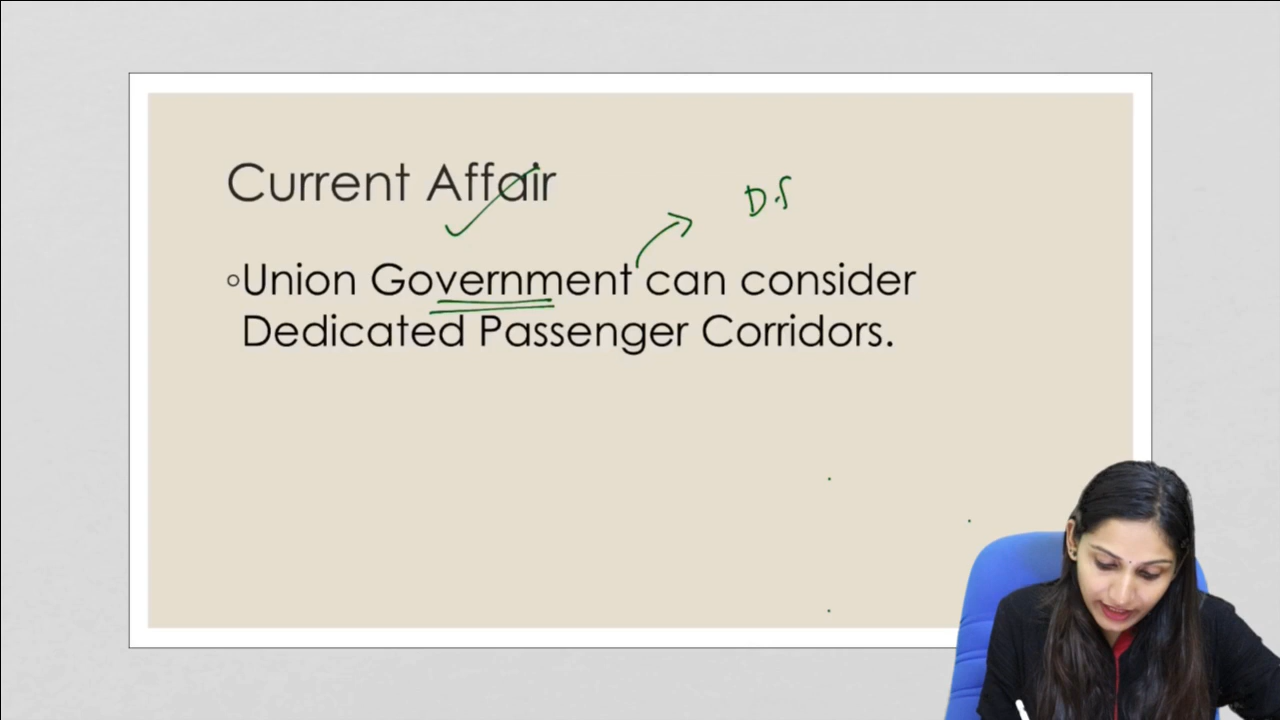 Current Affair
D.
◦Union Government can consider
Dedicated Passenger Corridors.